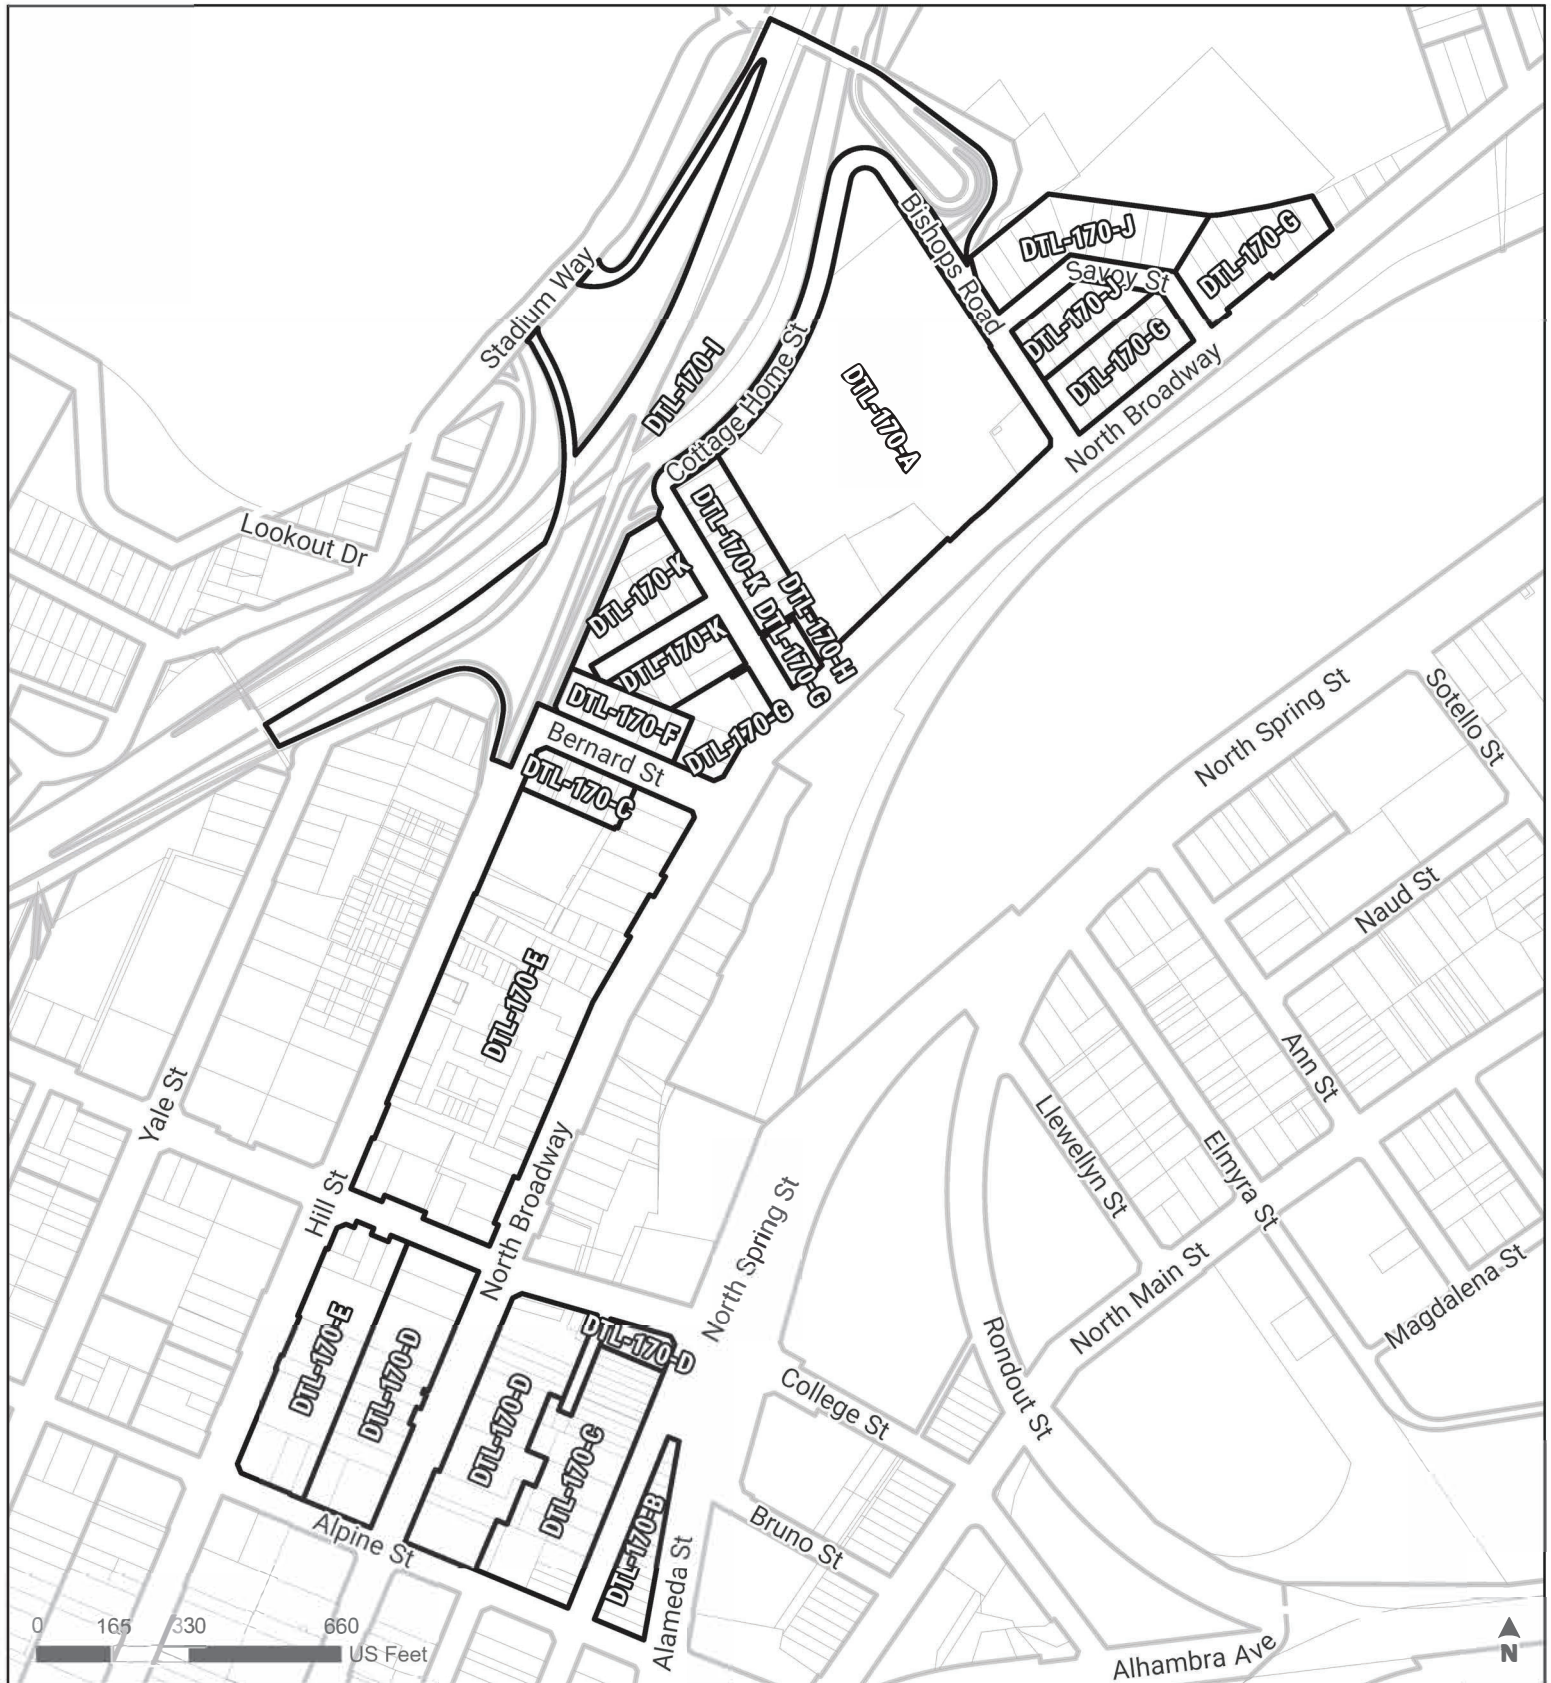 Bishops Road
DTL-170-J
DTL-170-G
Savoy St
DTL-170-J
DTL-170-G
North Broadway
Stadium Way
DTL-170-I
Cottage Home St
DTL-170-A
Lookout Dr
DTL-170-K
DTL-170-K
DTL-170-H
DTL-170-K
DTL-170-G
DTL-170-F
DTL-170-G
Bernard St
DTL-170-C
North Spring St
Sotello St
Naud St
DTL-170-E
Ann St
Yale St
Llewellyn St
Elmyra St
Hill St
North Broadway
North Spring St
North Main St
Magdalena St
DTL-170-E
DTL-170-D
DTL-170-D
DTL-170-D
DTL-170-C
Rondout St
College St
DTL-170-B
Bruno St
Alpine St
Alameda St
Alhambra Ave
0 165 330 660
US Feet
N